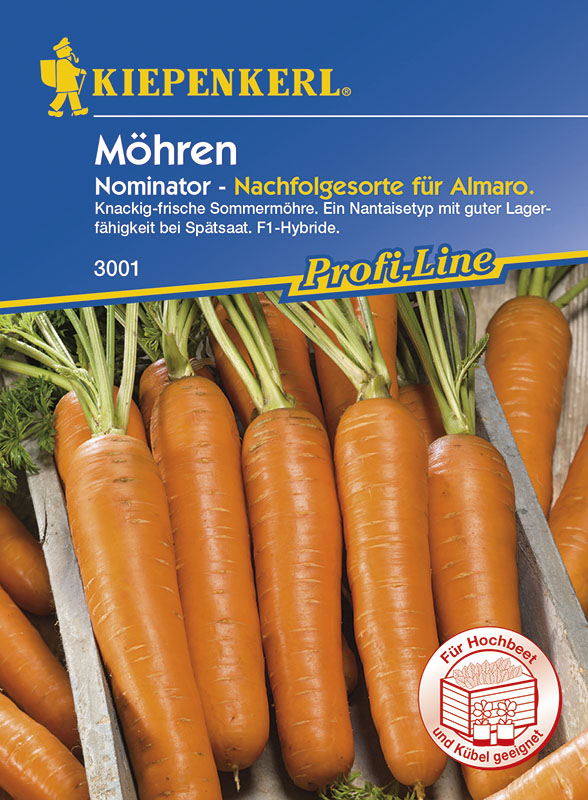 KIEPENKERL®
Möhren
Nominator - Nachfolgesorte für Almaro.
Knackig-frische Sommermöhre. Ein Nantaisetyp mit guter Lager-
fähigkeit bei Spätsaat. F1-Hybride.
3001
Profi-Line
Für Hochbeet
und Kübel geeignet